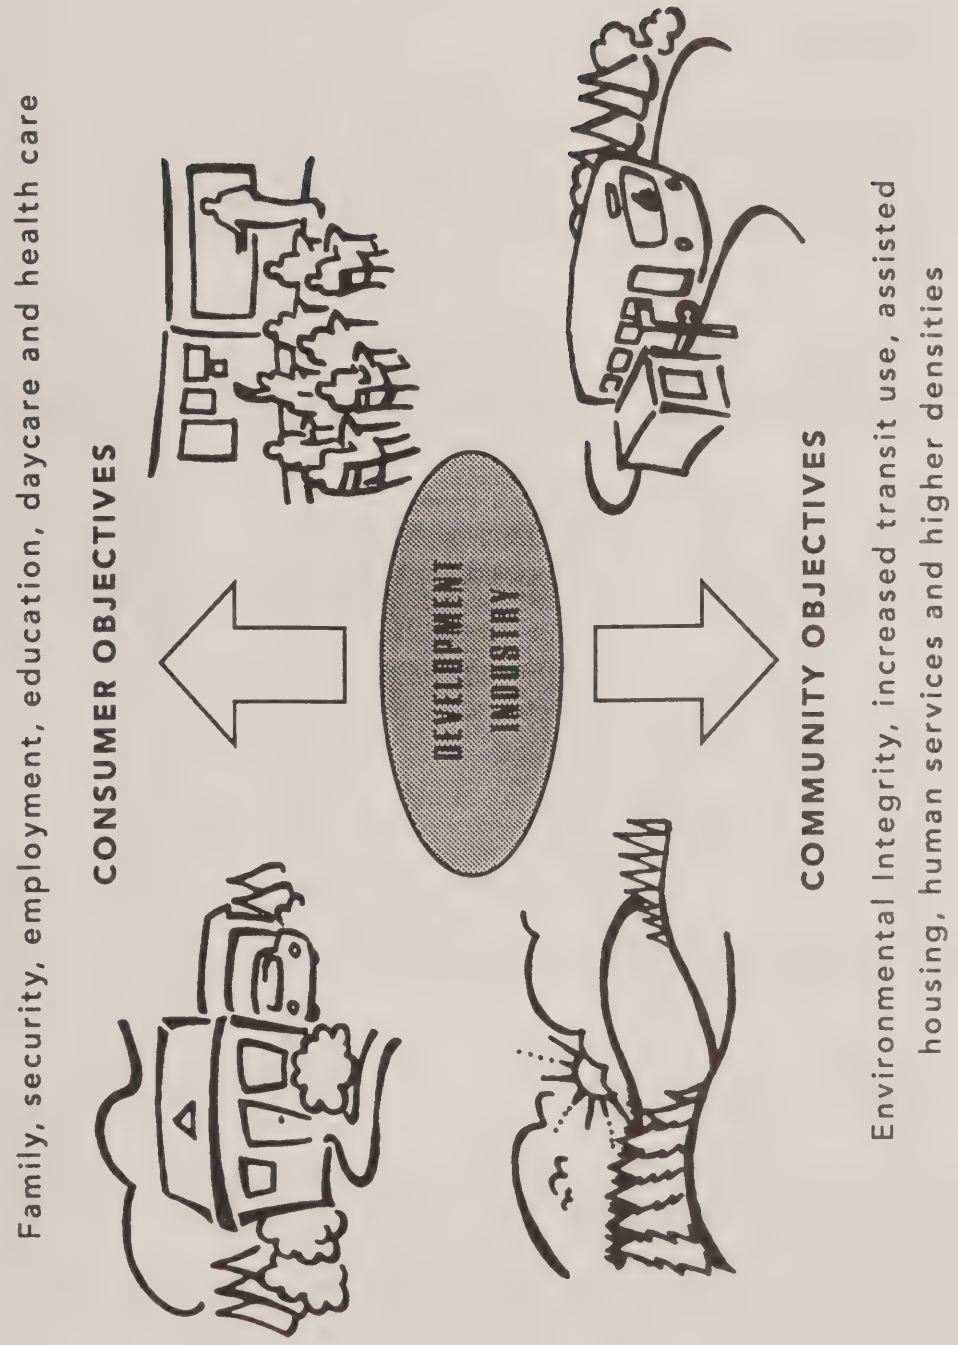 Family, security, employment, education, daycare and health care
CONSUMER OBJECTIVES
DEVELOPMENT
INDUSTRY
COMMUNITY OBJECTIVES
Environmental Integrity, increased transit use, assisted
housing, human services and higher densities